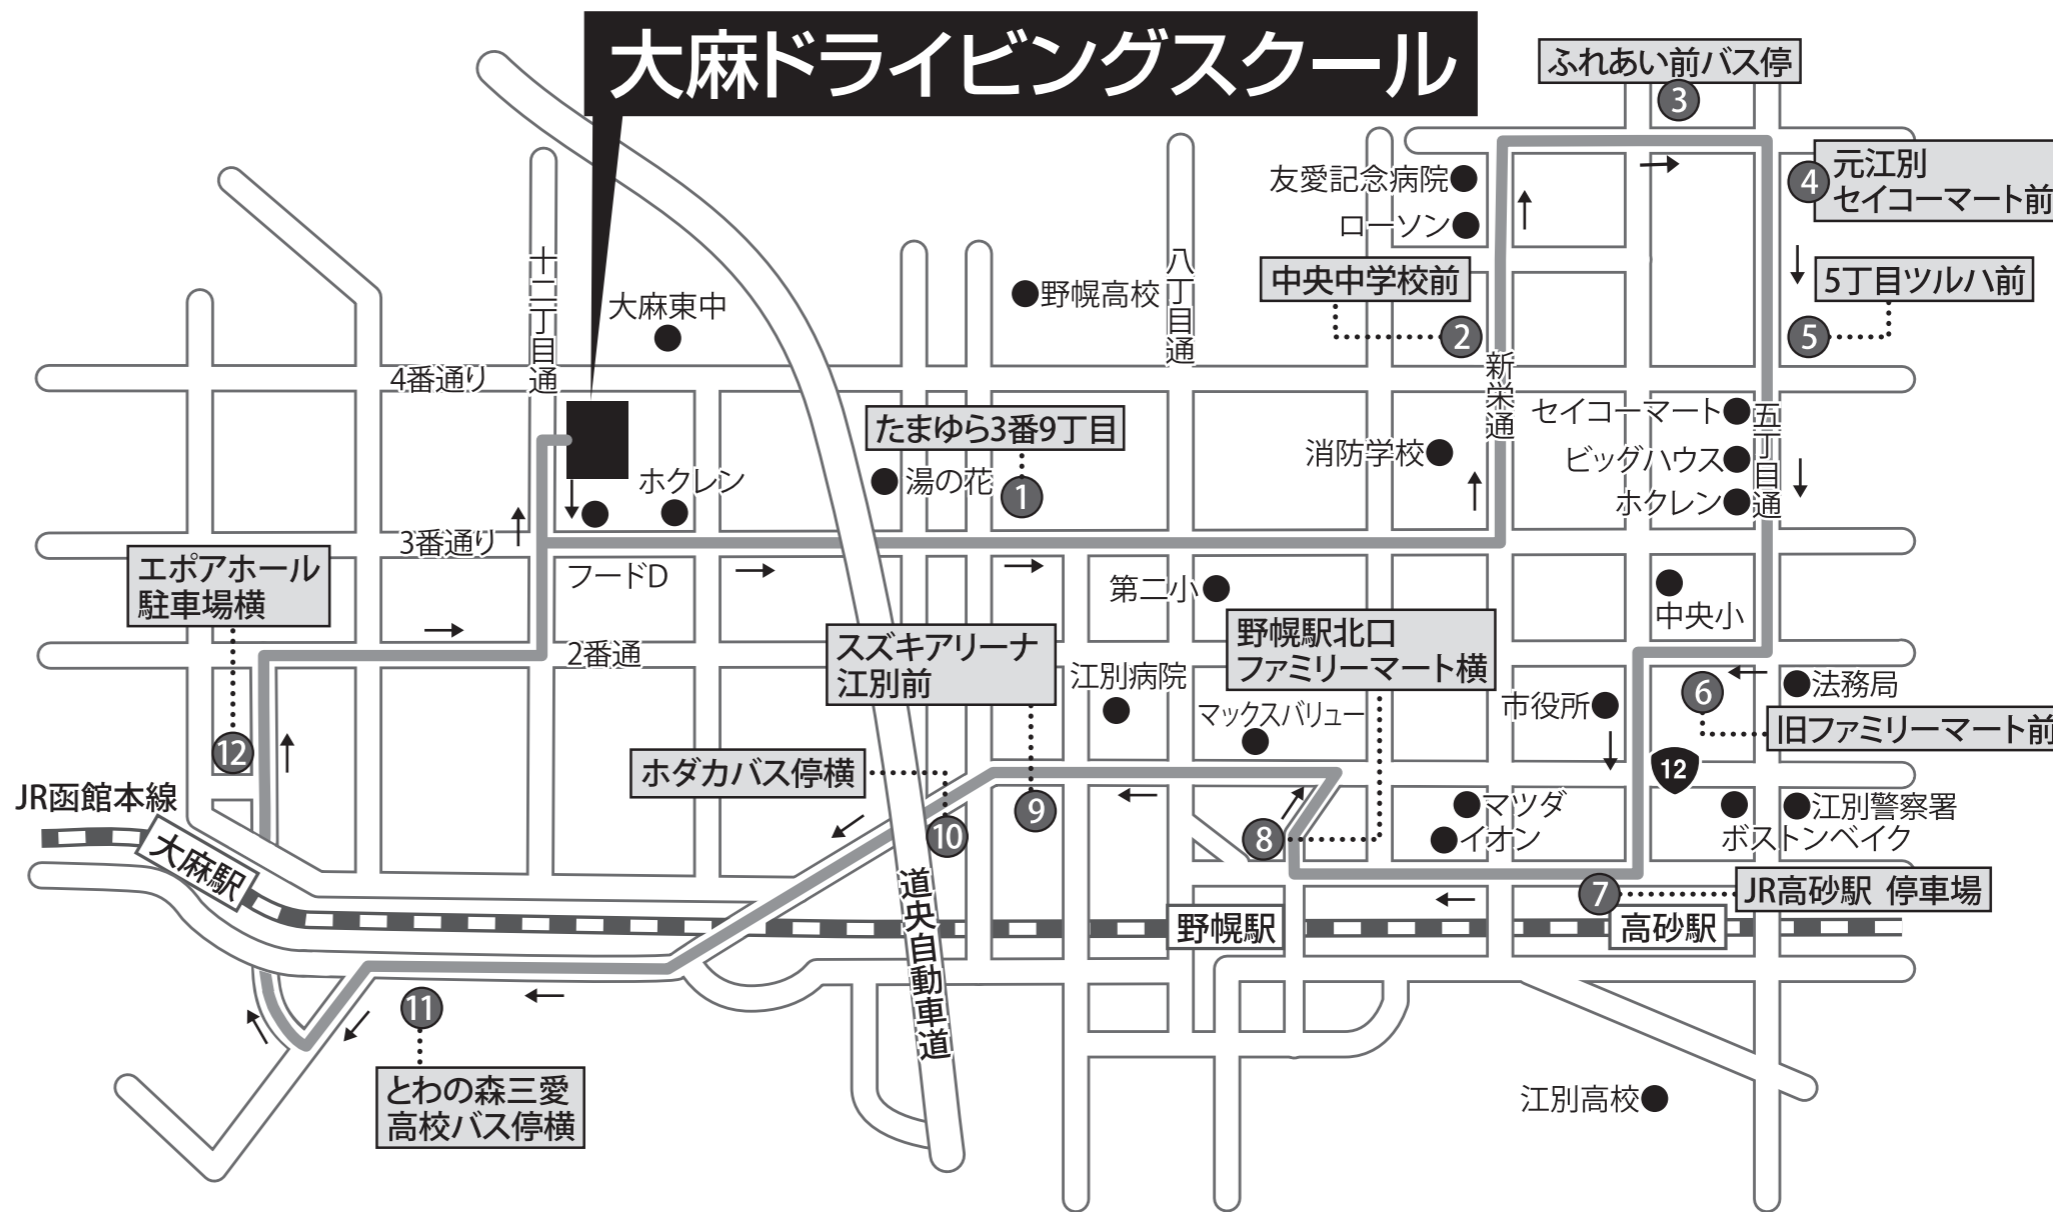 大麻ドライビングスクール
ふれあい前バス停
3
友愛記念病院
ローソン
4
元江別
セイコーマート前
中央中学校前
2
5丁目ツルハ前
5
十二丁目通
大麻東中
野幌高校
八丁目通
4番通り
新栄通
たまゆら3番9丁目
1
湯の花
ホクレン
消防学校
セイコーマート
ビッグハウス
ホクレン
五丁目通
3番通り
フードD
エポアホール
駐車場横
12
2番通
第二小
中央小
スズキアリーナ
江別前
9
江別病院
野幌駅北口
ファミリーマート横
8
マックスバリュー
市役所
6
法務局
旧ファミリーマート前
12
ホダカバス停横
10
マツダ
イオン
江別警察署
ボストンベイク
JR函館本線
大麻駅
道央自動車道
野幌駅
7
JR高砂駅 停車場
高砂駅
11
とわの森三愛
高校バス停横
江別高校